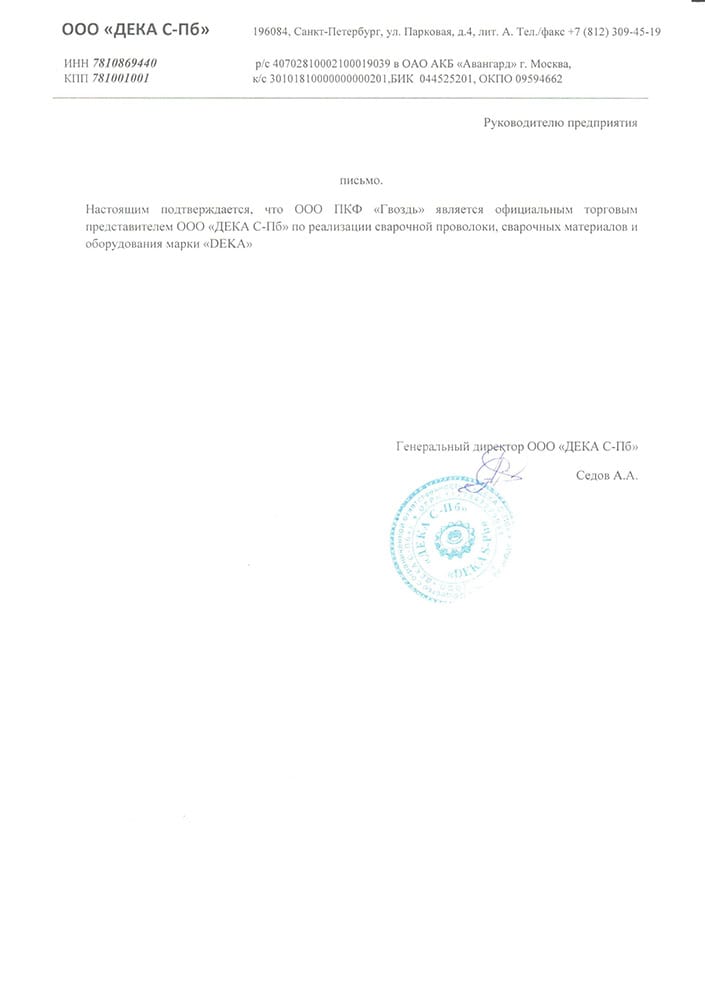 ООО «ДЕКА С-Пб» 196084, Санкт-Петербург, ул. Парковая, д.4, лит. А. Тел./факс +7 (812) 309-45-19
ИНН 7810869440 р/с 40702810002100019039 в ОАО АКБ «Авангард» г. Москва,
КПП 781001001 к/с 30101810000000000201,БИК 044525201, ОКПО 09594662
Руководителю предприятия
письмо.
Настоящим подтверждается, что ООО ПКФ «Гвоздь» является официальным торговым
представителем ООО «ДЕКА С-Пб» по реализации сварочной проволоки, сварочных материалов и
оборудования марки «DEKA»
Генеральный директор ООО «ДЕКА С-Пб»
Седов А.А.
«ДЕКА С-Пб»